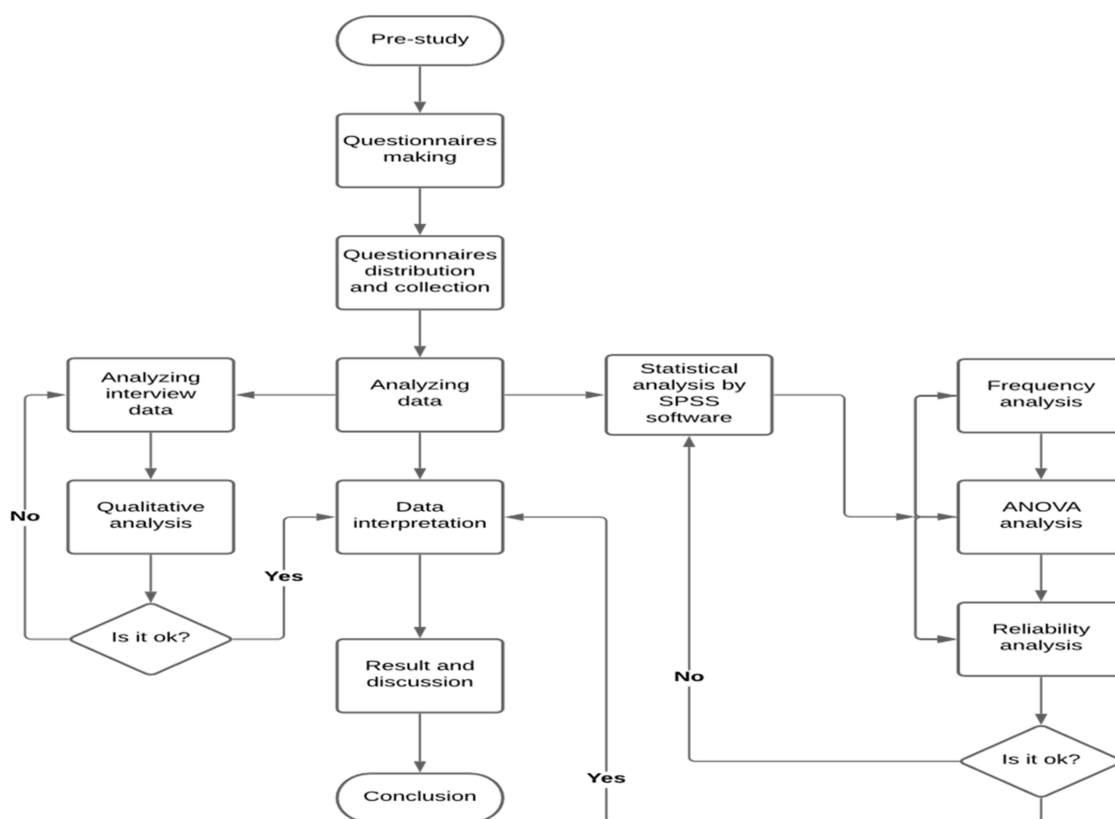 Pre-study
Questionnaires
making
Questionnaires
distribution
and collection
Analyzing
interview
data
Analyzing
data
Statistical
analysis by
SPSS
software
Frequency
analysis
No
Qualitative
analysis
Data
interpretation
ANOVA
analysis
Yes
Is it ok?
Result and
discussion
Reliability
analysis
No
Is it ok?
Yes
Conclusion